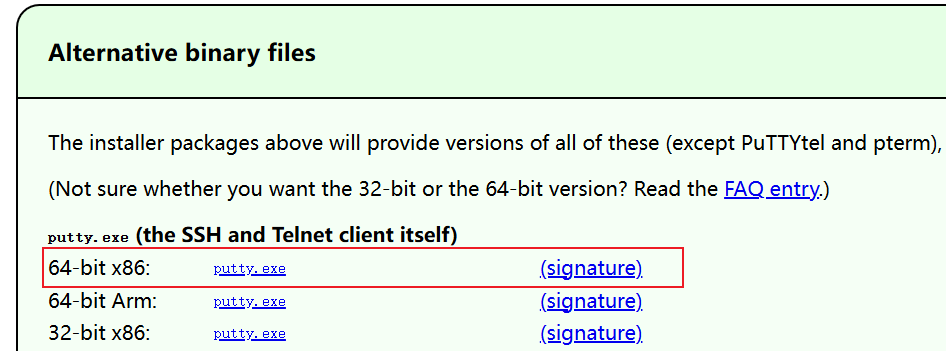 Alternative binary files
The installer packages above will provide versions of all of these (except PuTTYtel and pterm),
(Not sure whether you want the 32-bit or the 64-bit version? Read the FAQ entry.)
putty.exe (the SSH and Telnet client itself)
64-bit x86: putty.exe (signature)
64-bit Arm: putty.exe (signature)
32-bit x86: putty.exe (signature)